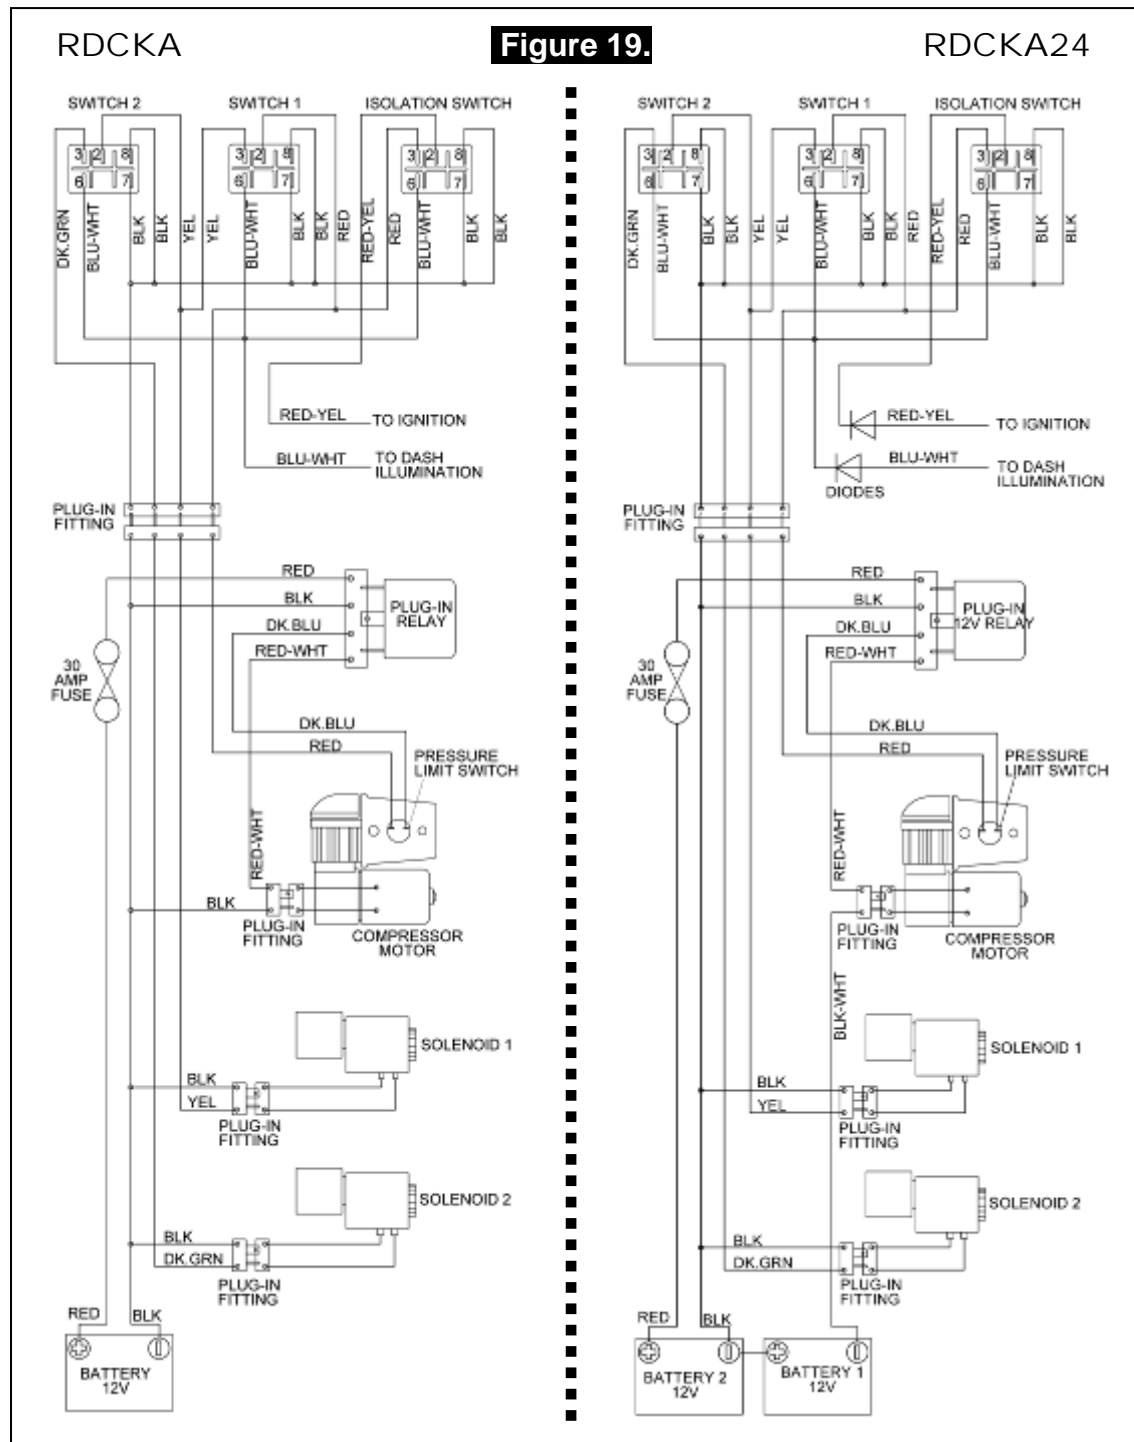 RDCKA
Figure 19.
RDCKA24
SWITCH 2
SWITCH 1
ISOLATION SWITCH
3 2 8
6 7
3 2 8
6 7
3 2 8
6 7
DK.GRN
BLU-WHT
BLK
BLK
YEL
YEL
BLU-WHT
BLK
BLK
RED
RED-YEL
RED
BLU-WHT
BLK
BLK
RED-YEL
TO IGNITION
BLU-WHT
TO DASH
ILLUMINATION
PLUG-IN
FITTING
RED
BLK
DK.BLU
RED-WHT
PLUG-IN
RELAY
30
AMP
FUSE
DK.BLU
RED
PRESSURE
LIMIT SWITCH
RED-WHT
BLK
PLUG-IN
FITTING
COMPRESSOR
MOTOR
SOLENOID 1
BLK
YEL
PLUG-IN
FITTING
SOLENOID 2
BLK
DK.GRN
PLUG-IN
FITTING
RED
BLK
BATTERY
12V
SWITCH 2
SWITCH 1
ISOLATION SWITCH
3 2 8
6 7
3 2 8
6 7
3 2 8
6 7
DK.GRN
BLU-WHT
BLK
BLK
YEL
YEL
BLU-WHT
BLK
BLK
RED
RED-YEL
RED
BLU-WHT
BLK
BLK
RED-YEL
TO IGNITION
BLU-WHT
TO DASH
ILLUMINATION
DIODES
PLUG-IN
FITTING
RED
BLK
DK.BLU
RED-WHT
PLUG-IN
12V RELAY
30
AMP
FUSE
DK.BLU
RED
PRESSURE
LIMIT SWITCH
RED-WHT
PLUG-IN
FITTING
COMPRESSOR
MOTOR
BLK-WHT
SOLENOID 1
BLK
YEL
PLUG-IN
FITTING
SOLENOID 2
BLK
DK.GRN
PLUG-IN
FITTING
RED
BLK
BATTERY 2
12V
BATTERY 1
12V